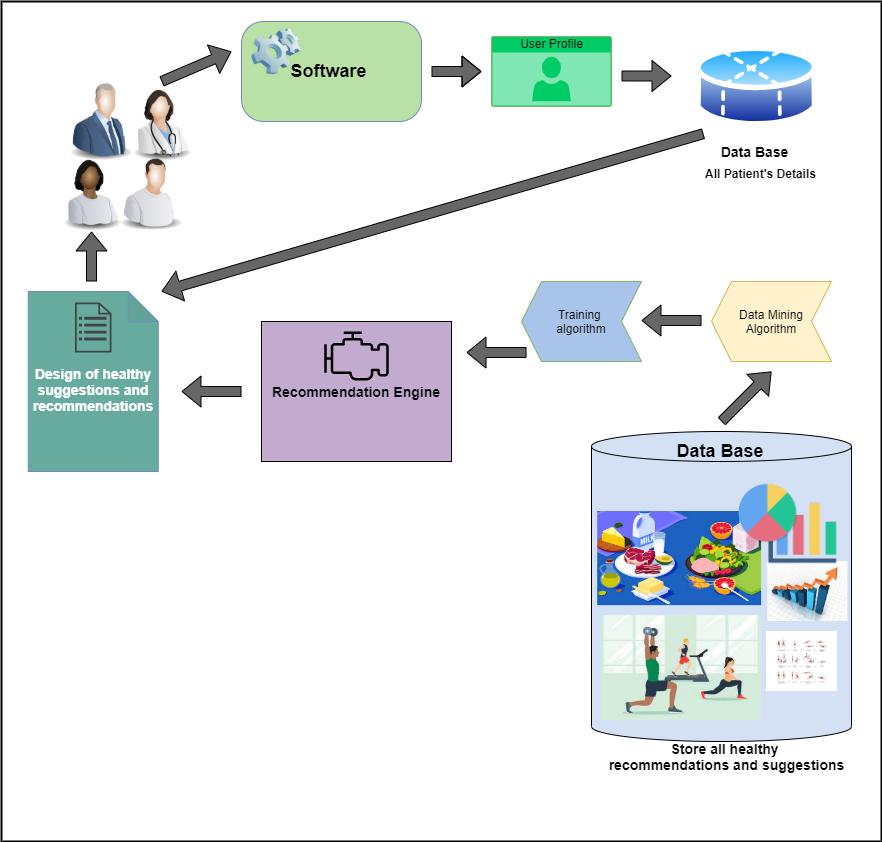 Software
User Profile
Data Base
All Patient's Details
Design of healthy
suggestions and
recommendations
Recommendation Engine
Training
algorithm
Data Mining
Algorithm
Data Base
MILK
Store all healthy
recommendations and suggestions